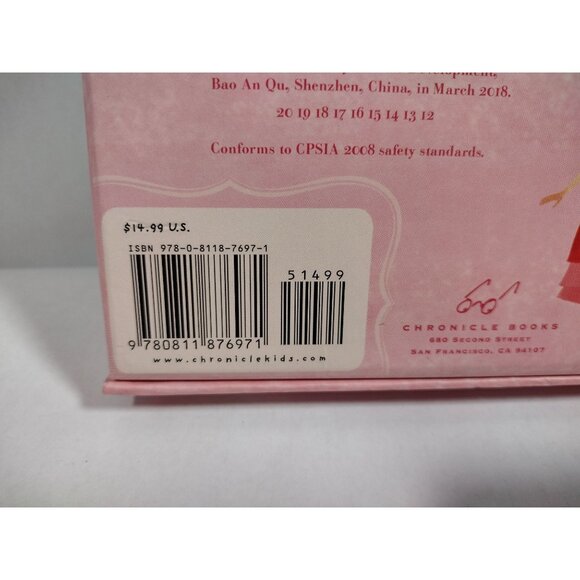 Bao An Qu, Shenzhen, China, in March 2018.
20 19 18 17 16 15 14 13 12
Conforms to CPSIA 2008 safety standards.
$14.99 U.S.
ISBN 978-0-8118-7697-1
51499
9 780811 876971
www.chroniclekids.com
CHRONICLE BOOKS
680 SECOND STREET
SAN FRANCISCO, CA 94107